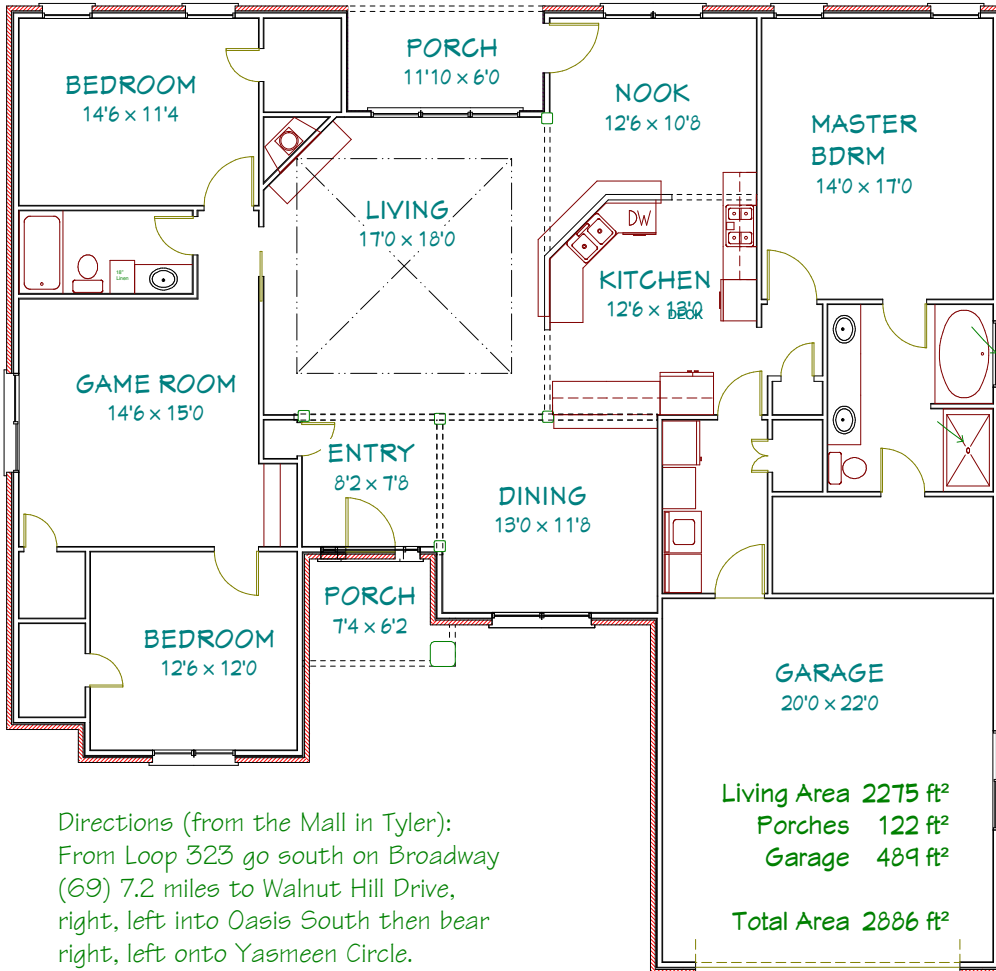 PORCH
11'10 x 6'0
BEDROOM
14'6 x 11'4
NOOK
12'6 x 10'8
MASTER
BDRM
14'0 x 17'0
LIVING
17'0 x 18'0
DW
KITCHEN
12'6 x 13'0
DECK
18"
Linen
GAME ROOM
14'6 x 15'0
ENTRY
8'2 x 7'8
DINING
13'0 x 11'8
PORCH
7'4 x 6'2
BEDROOM
12'6 x 12'0
GARAGE
20'0 x 22'0
Living Area 2275 ft²
Porches 122 ft²
Garage 489 ft²
Total Area 2886 ft²
Directions (from the Mall in Tyler):
From Loop 323 go south on Broadway
(69) 7.2 miles to Walnut Hill Drive,
right, left into Oasis South then bear
right, left onto Yasmeen Circle.